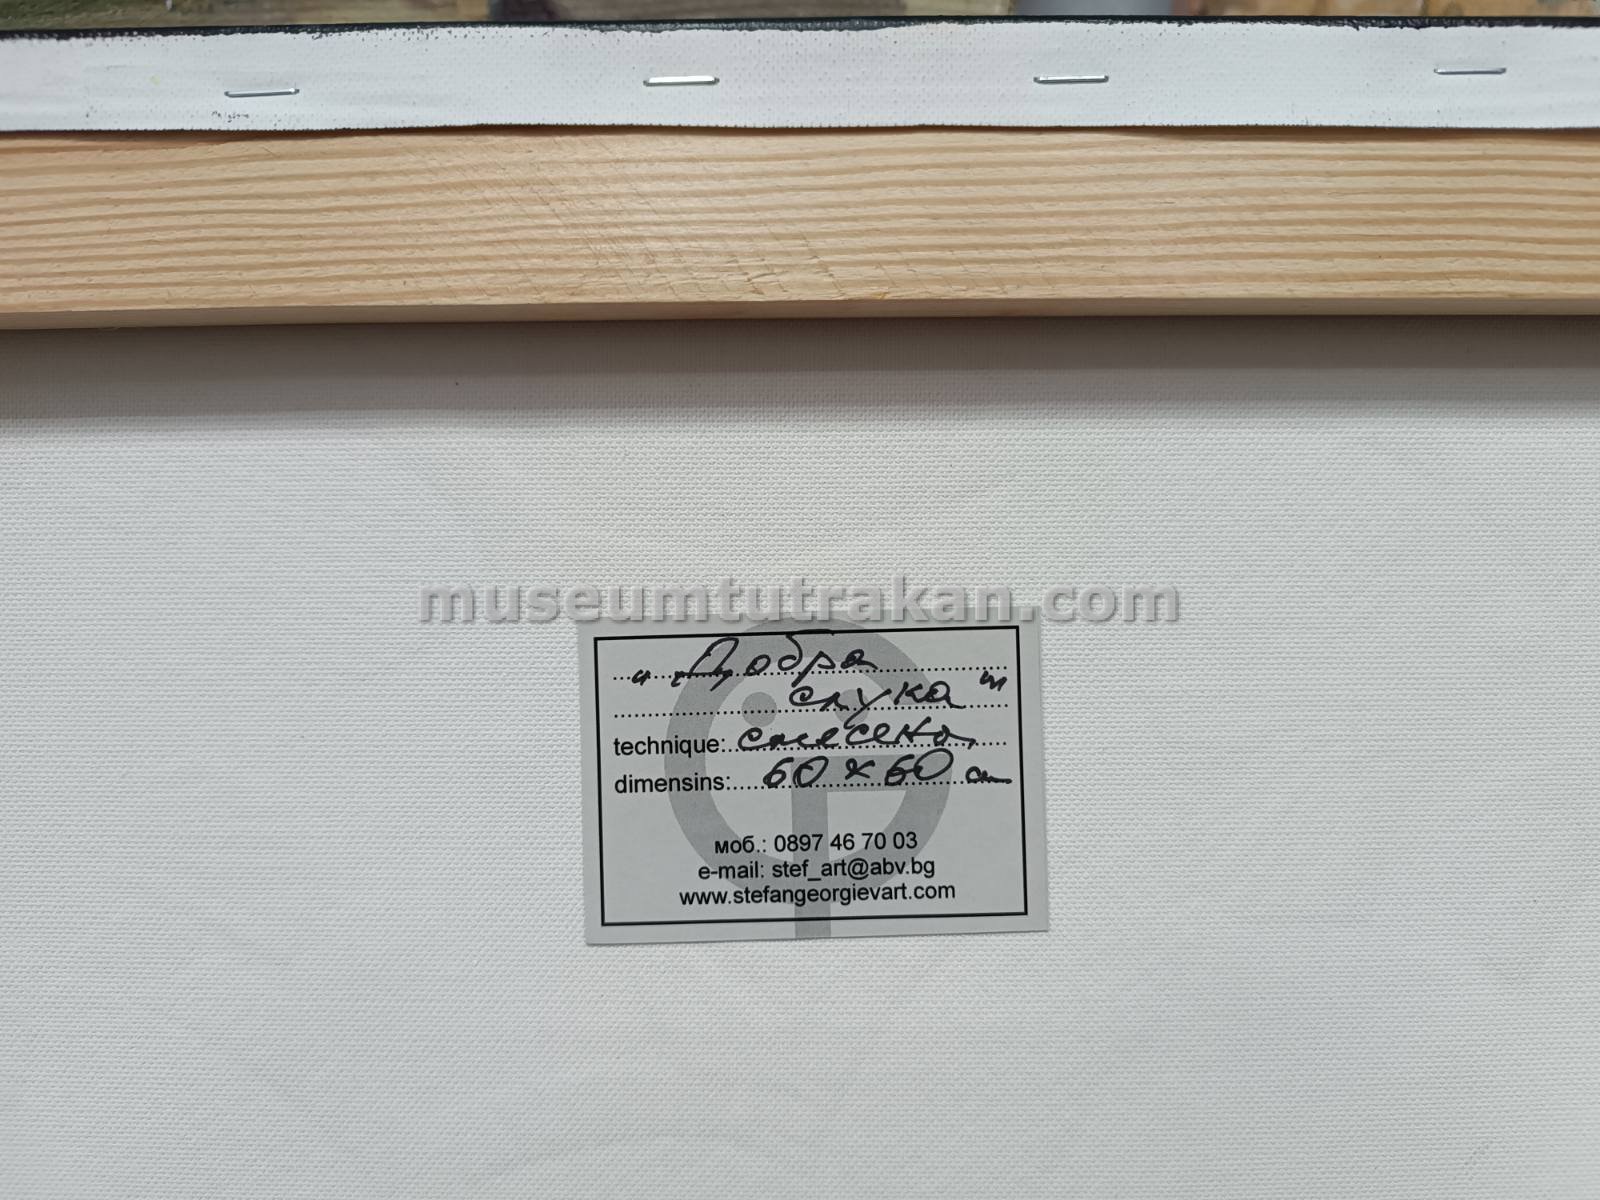 museumtutrakan.com
„Добра
слука"
technique: смесена,
dimensins: 60 x 60 см
моб.: 0897 46 70 03
e-mail: stef_art@abv.bg
www.stefangeorgievart.com